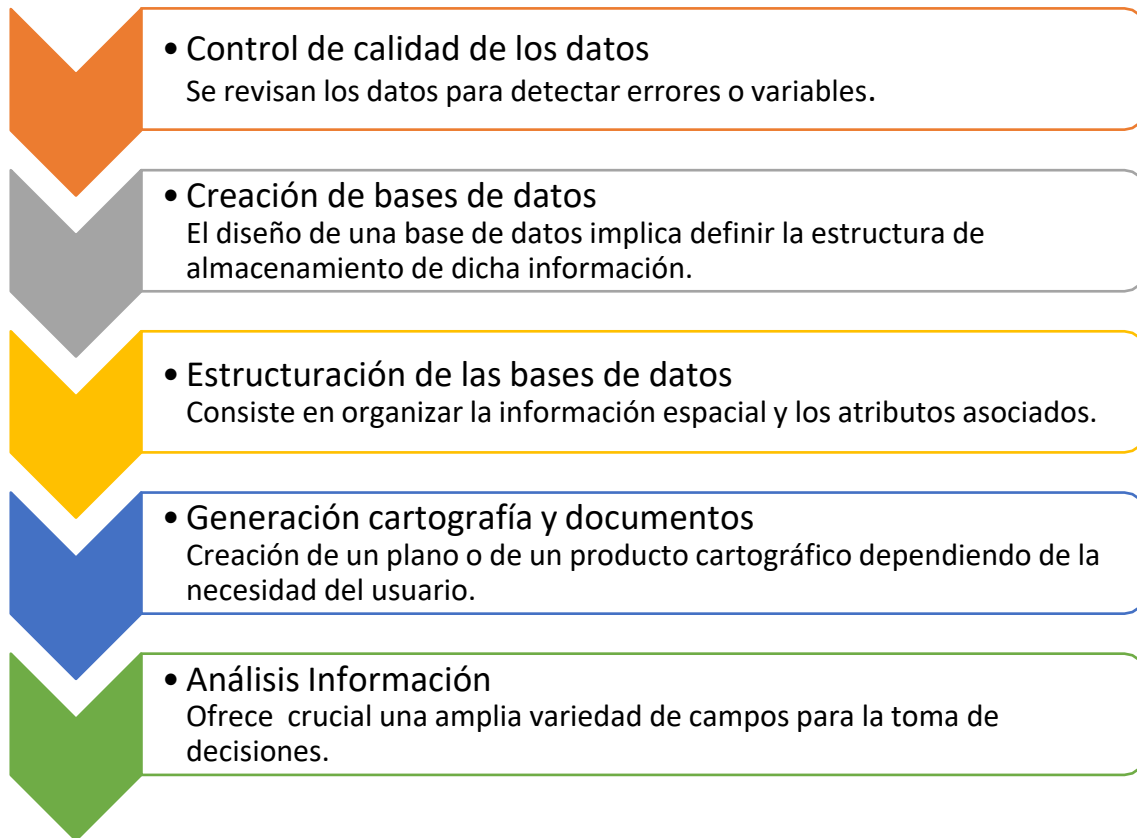 • Control de calidad de los datos
Se revisan los datos para detectar errores o variables.
• Creación de bases de datos
El diseño de una base de datos implica definir la estructura de
almacenamiento de dicha información.
• Estructuración de las bases de datos
Consiste en organizar la información espacial y los atributos asociados.
• Generación cartografía y documentos
Creación de un plano o de un producto cartográfico dependiendo de la
necesidad del usuario.
• Análisis Información
Ofrece  crucial una amplia variedad de campos para la toma de
decisiones.